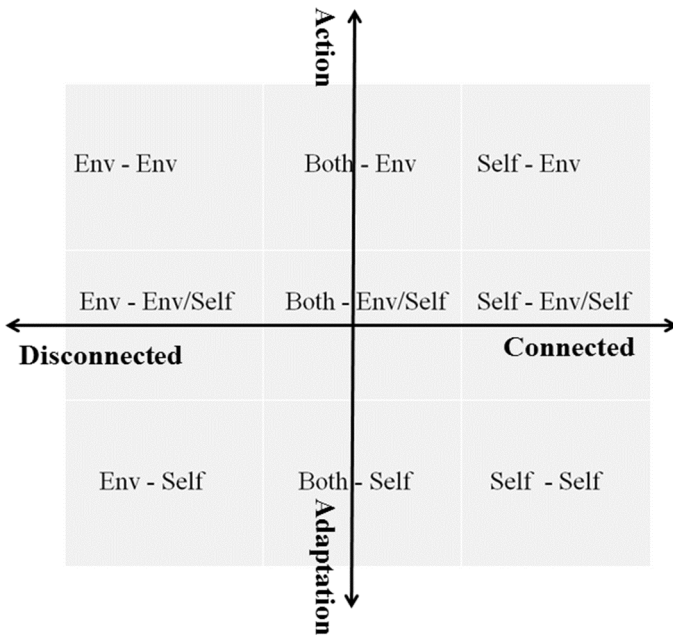 Action
Env - Env
Both - Env
Self - Env
Env - Env/Self
Both - Env/Self
Self - Env/Self
Disconnected
Connected
Env - Self
Both - Self
Self - Self
Adaptation